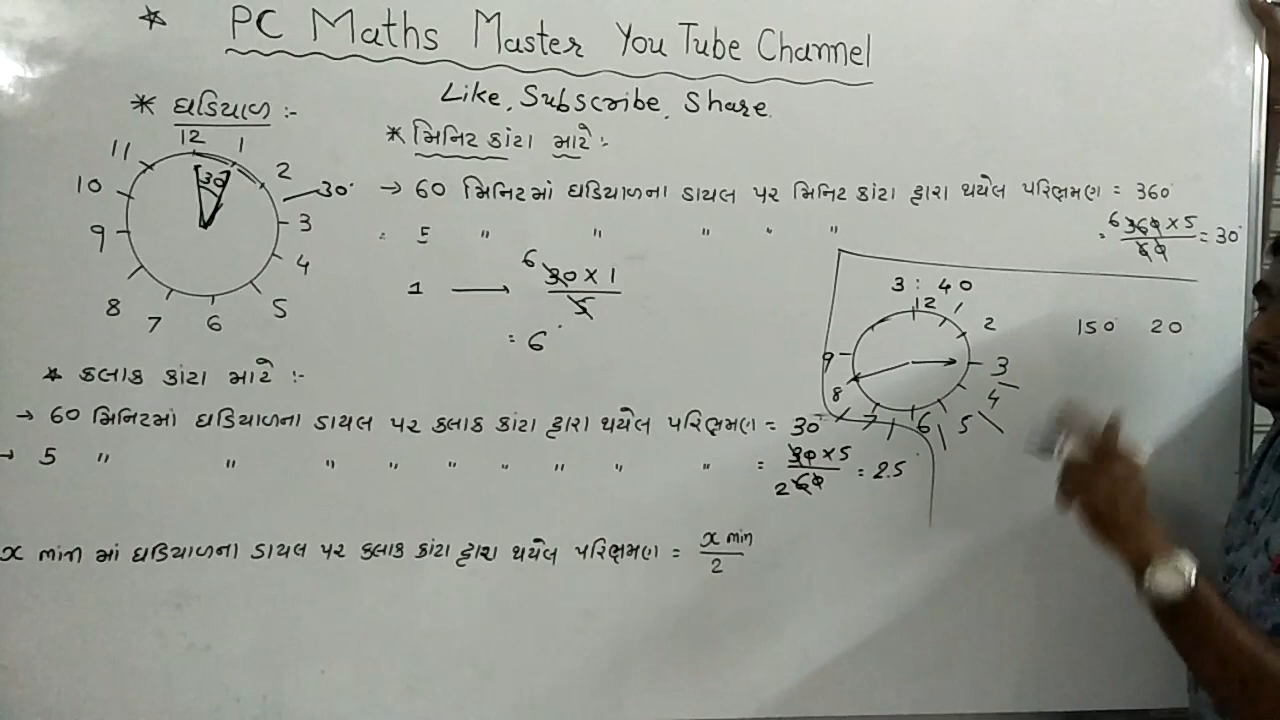 * PC Maths Master You Tube Channel
Like, Subscribe, Share.
* ઘડિયાળ :-
12
1
2
3
4
5
6
7
8
9
10
11
30
30°
* મિનિટ કાંટા માટે :-
→ 60 મિનિટમાં ઘડિયાળના ડાયલ પર મિનિટ કાંટા દ્વારા થયેલ પરિભ્રમણ = 360°
: 5 " " " " " = 360 × 5 / 60 = 30°
6
1 → 30 × 1 / 5
6
= 6°
3 : 40
12
1
2
3
4
5
6
7
8
9
150° 20
* કલાક કાંટા માટે :-
→ 60 મિનિટમાં ઘડિયાળના ડાયલ પર કલાક કાંટા દ્વારા થયેલ પરિભ્રમણ = 30°
→ 5 " " " " " " " " " = 30 × 5 / 60 = 2.5°
2
x min માં ઘડિયાળના ડાયલ પર કલાક કાંટા દ્વારા થયેલ પરિભ્રમણ = x min / 2